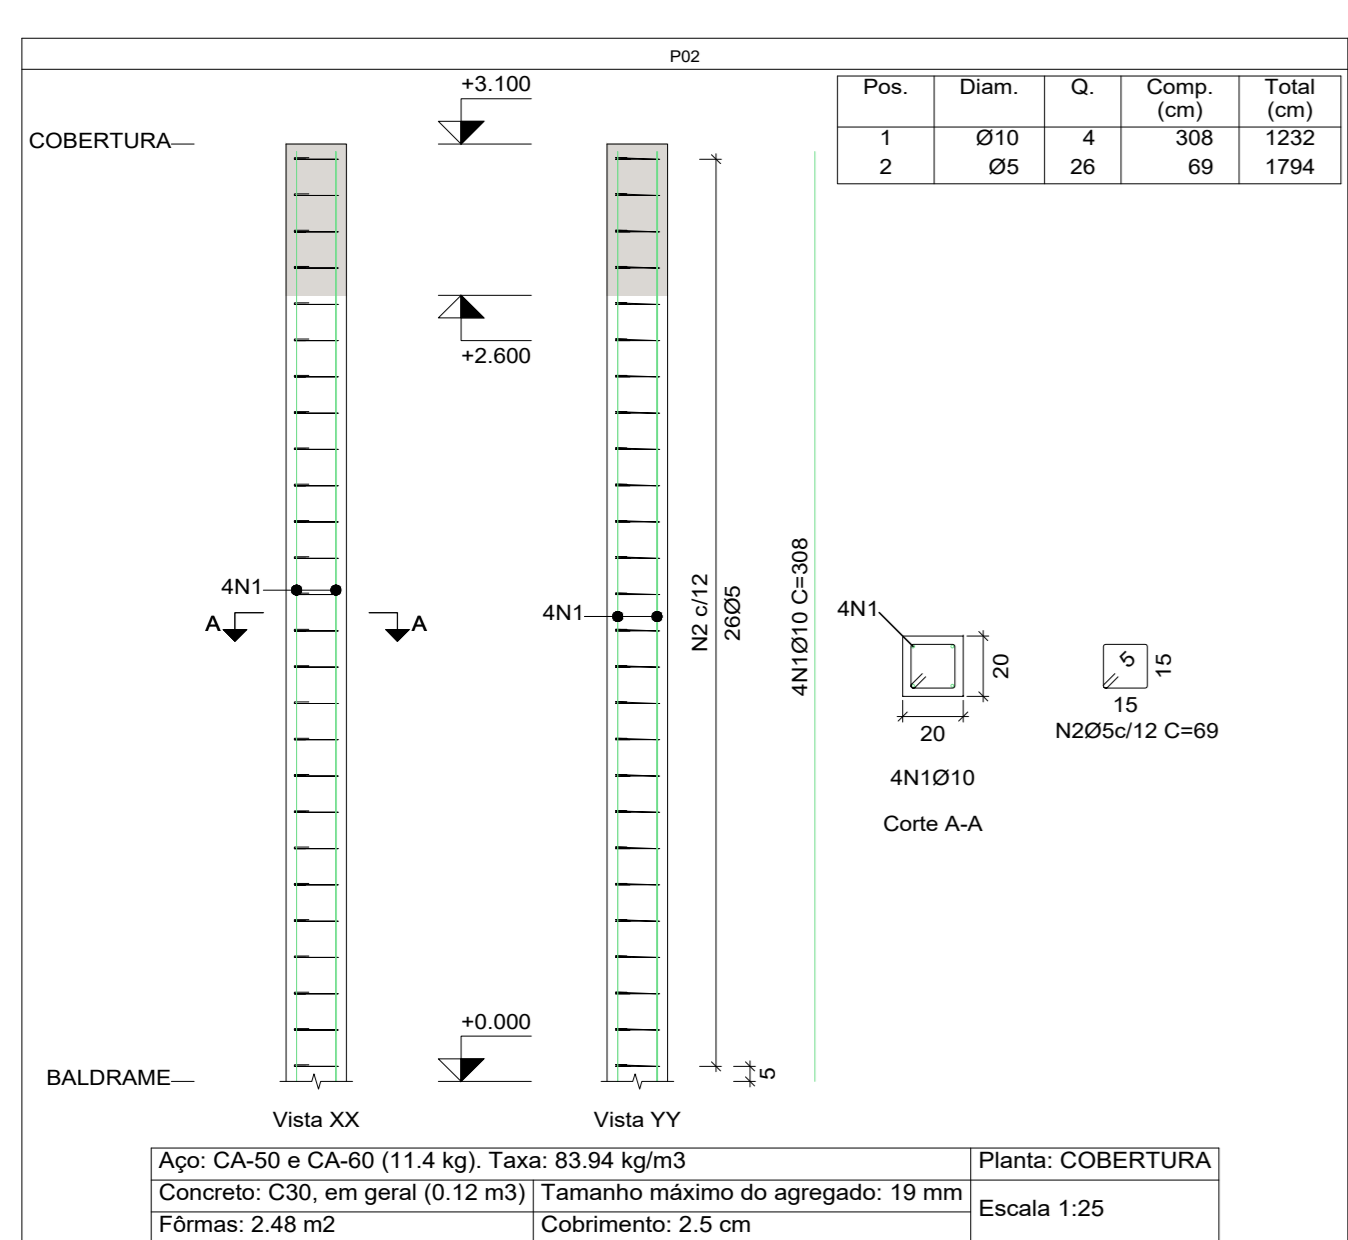 P02
Pos. Diam. Q. Comp. (cm) Total (cm)
1 Ø10 4 308 1232
2 Ø5 26 69 1794
+3.100
COBERTURA
+2.600
4N1
A A
4N1
N2 c/12
26Ø5
4N1Ø10 C=308
4N1
20
20
4N1Ø10
Corte A-A
5
15
15
N2Ø5c/12 C=69
+0.000
BALDRAME
5
Vista XX
Vista YY
Aço: CA-50 e CA-60 (11.4 kg). Taxa: 83.94 kg/m3
Planta: COBERTURA
Concreto: C30, em geral (0.12 m3)
Tamanho máximo do agregado: 19 mm
Escala 1:25
Fôrmas: 2.48 m2
Cobrimento: 2.5 cm